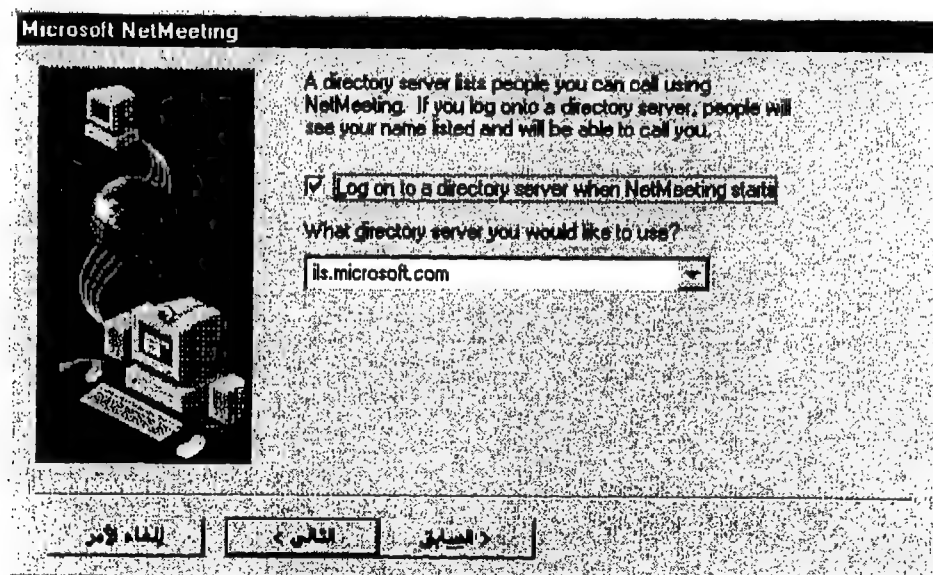 Microsoft NetMeeting
A directory server lists people you can call using
NetMeeting. If you log onto a directory server, people will
see your name listed and will be able to call you.
Log on to a directory server when NetMeeting starts
What directory server you would like to use?
ils.microsoft.com
< السابق
التالي >
إلغاء الأمر